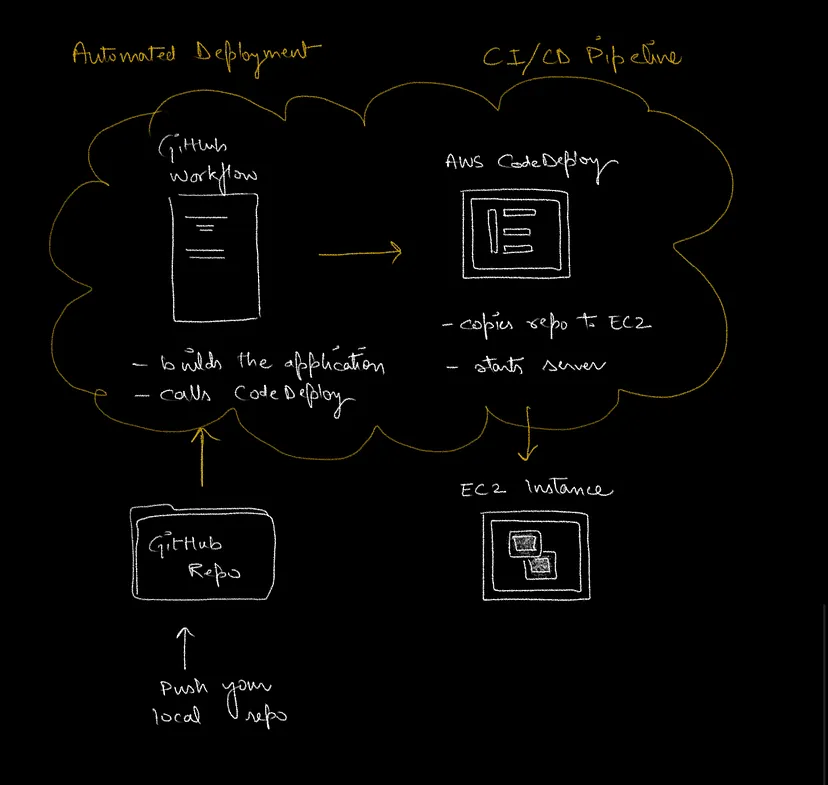 Automated Deployment
CI/CD Pipeline
GitHub
Workflow
AWS CodeDeploy
- builds the application
- calls CodeDeploy
- copies repo to EC2
- starts server
GitHub
Repo
EC2 Instance
Push your
local repo